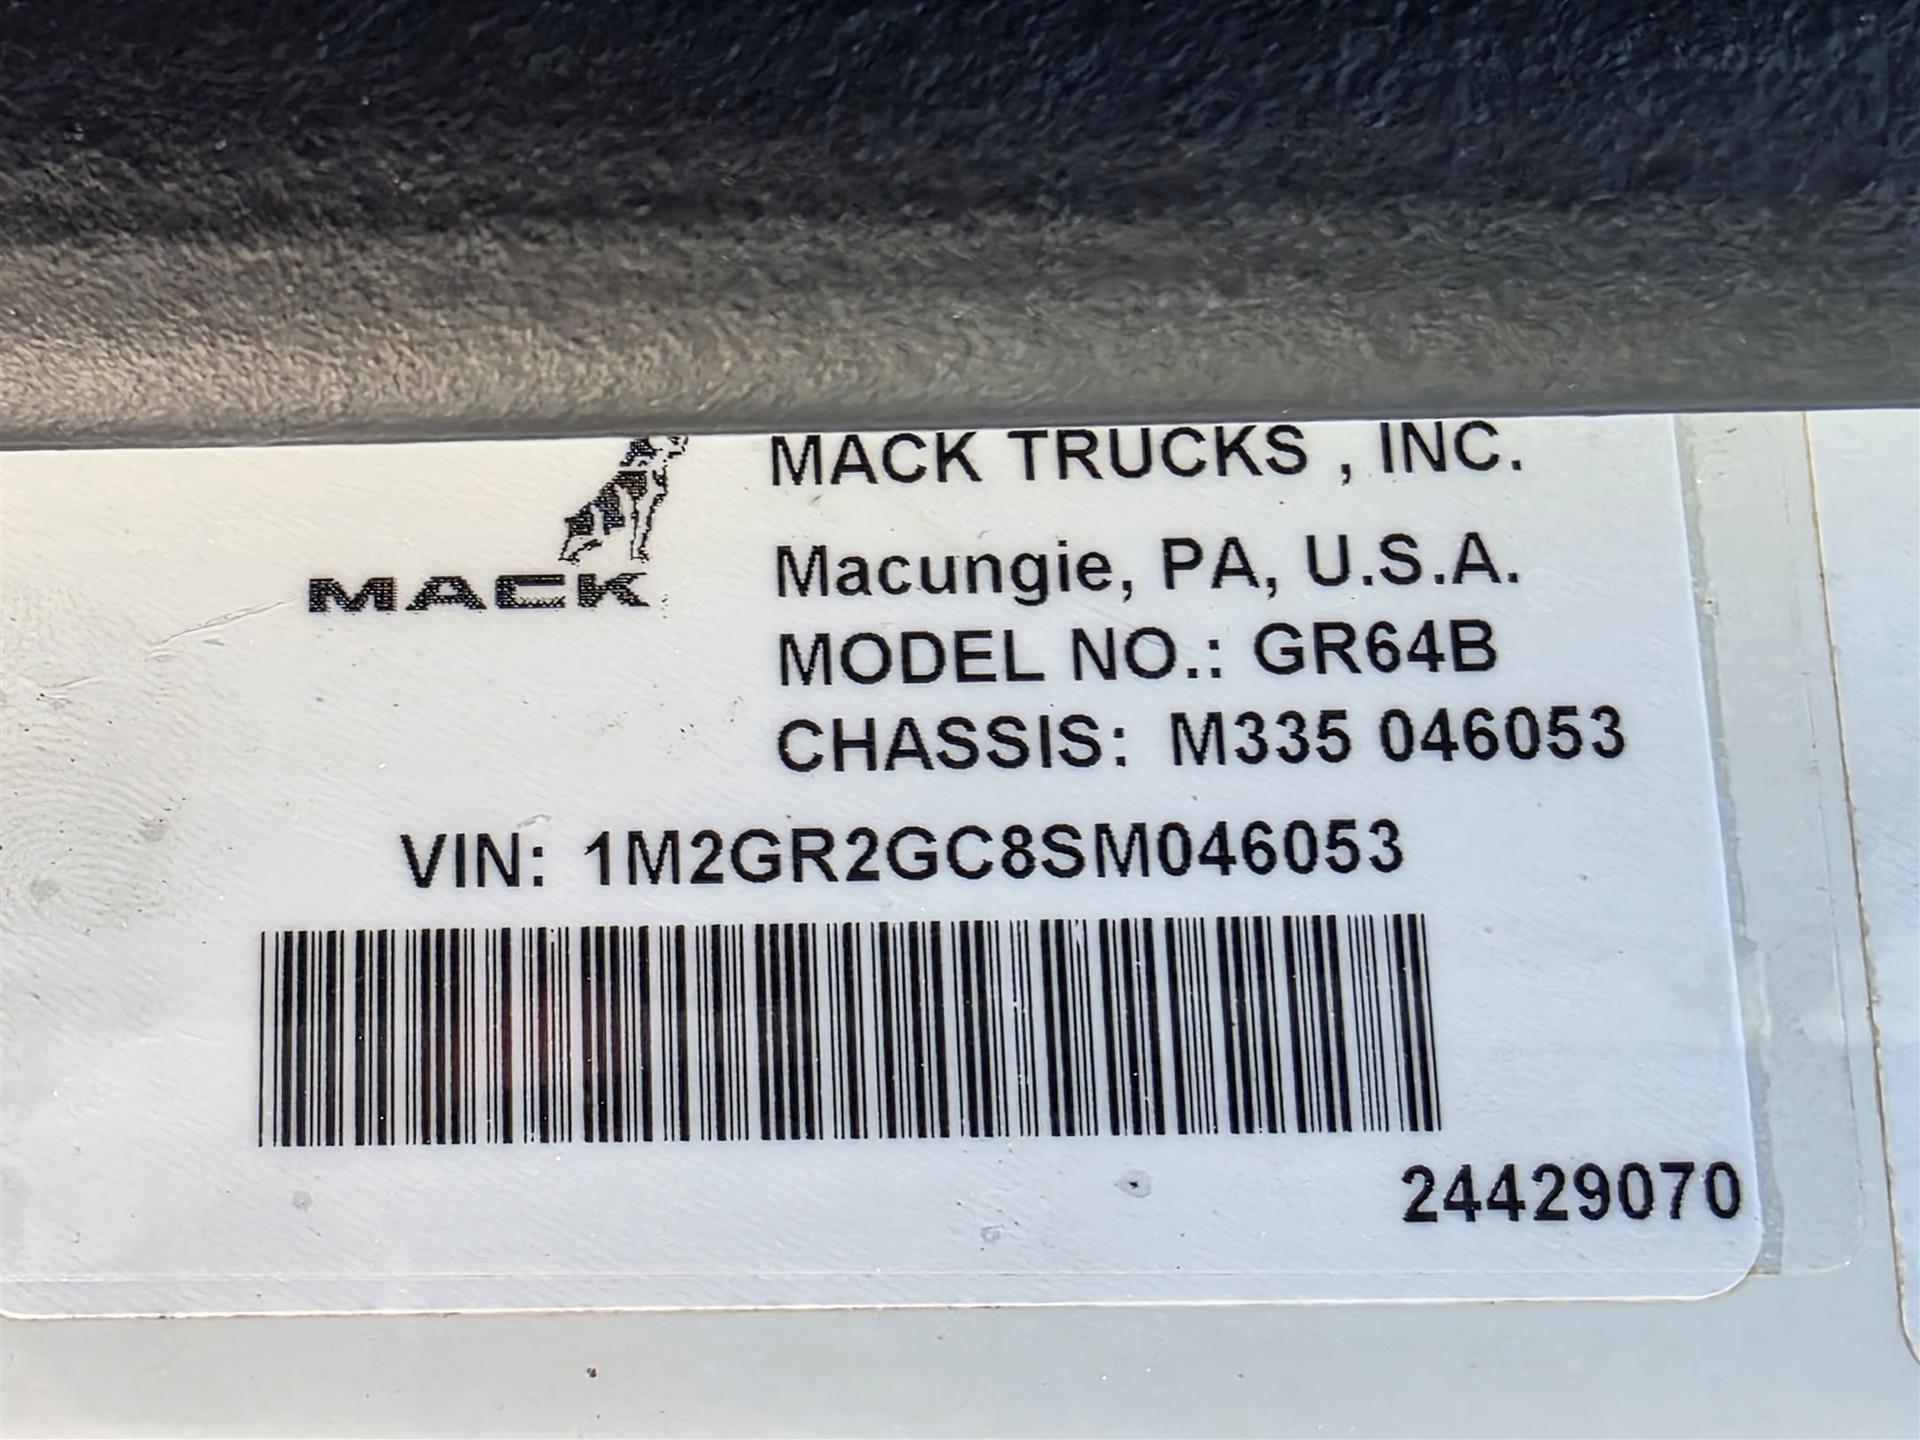 MACK TRUCKS , INC.
MACK
Macungie, PA, U.S.A.
MODEL NO.: GR64B
CHASSIS: M335 046053
VIN: 1M2GR2GC8SM046053
24429070